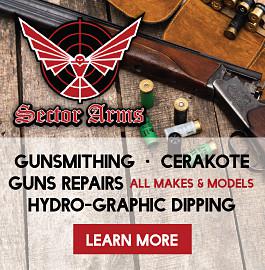 Sector Arms
GUNSMITHING · CERAKOTE
GUNS REPAIRS ALL MAKES & MODELS
HYDRO-GRAPHIC DIPPING
LEARN MORE